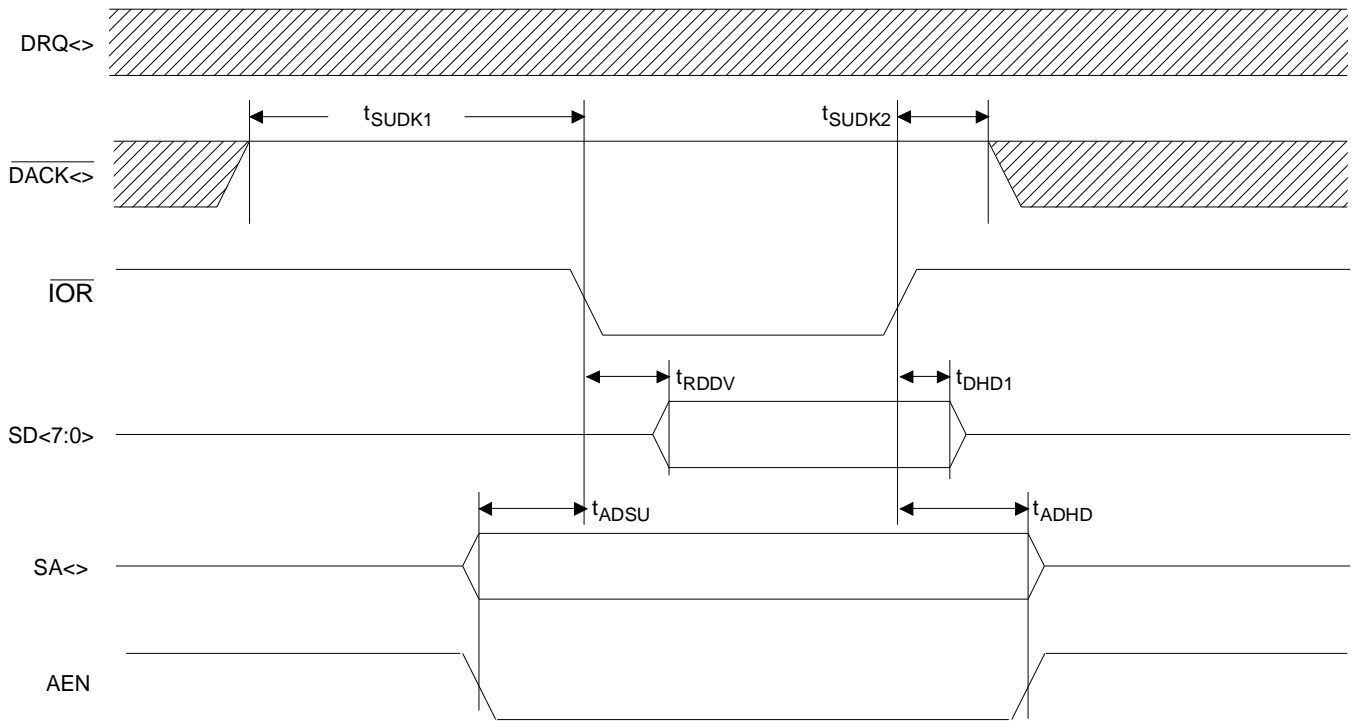 DRQ<>
tSUDK1
tSUDK2
DACK<>
IOR
tRDDV
tDHD1
SD<7:0>
tADSU
tADHD
SA<>
AEN